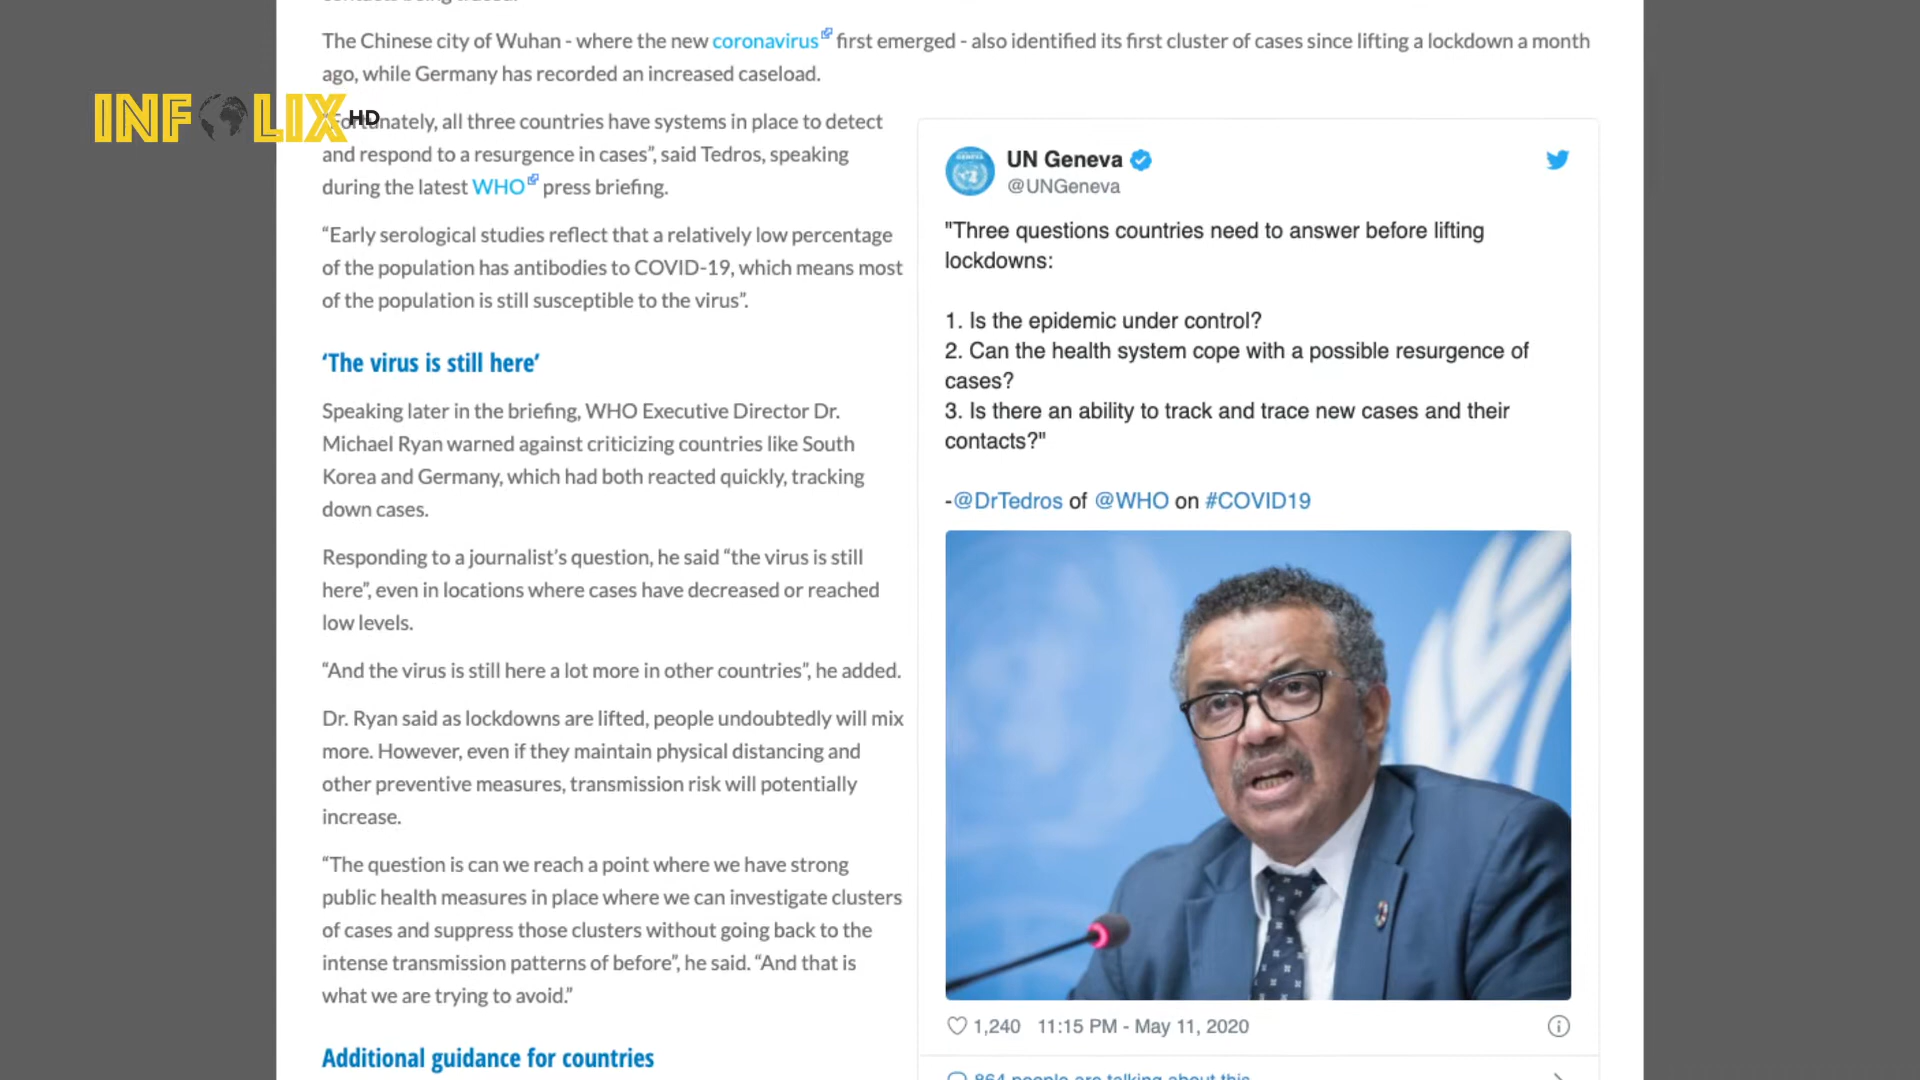 The Chinese city of Wuhan - where the new coronavirus first emerged - also identified its first cluster of cases since lifting a lockdown a month
ago, while Germany has recorded an increased caseload.
INFOLIX HD
“Fortunately, all three countries have systems in place to detect
and respond to a resurgence in cases”, said Tedros, speaking
during the latest WHO press briefing.
“Early serological studies reflect that a relatively low percentage
of the population has antibodies to COVID-19, which means most
of the population is still susceptible to the virus”.
‘The virus is still here’
Speaking later in the briefing, WHO Executive Director Dr.
Michael Ryan warned against criticizing countries like South
Korea and Germany, which had both reacted quickly, tracking
down cases.
Responding to a journalist’s question, he said “the virus is still
here”, even in locations where cases have decreased or reached
low levels.
“And the virus is still here a lot more in other countries”, he added.
Dr. Ryan said as lockdowns are lifted, people undoubtedly will mix
more. However, even if they maintain physical distancing and
other preventive measures, transmission risk will potentially
increase.
“The question is can we reach a point where we have strong
public health measures in place where we can investigate clusters
of cases and suppress those clusters without going back to the
intense transmission patterns of before”, he said. “And that is
what we are trying to avoid.”
Additional guidance for countries
UN Geneva
@UNGeneva
"Three questions countries need to answer before lifting
lockdowns:
1. Is the epidemic under control?
2. Can the health system cope with a possible resurgence of
cases?
3. Is there an ability to track and trace new cases and their
contacts?"
-@DrTedros of @WHO on #COVID19
1,240 11:15 PM - May 11, 2020
864 people are talking about this